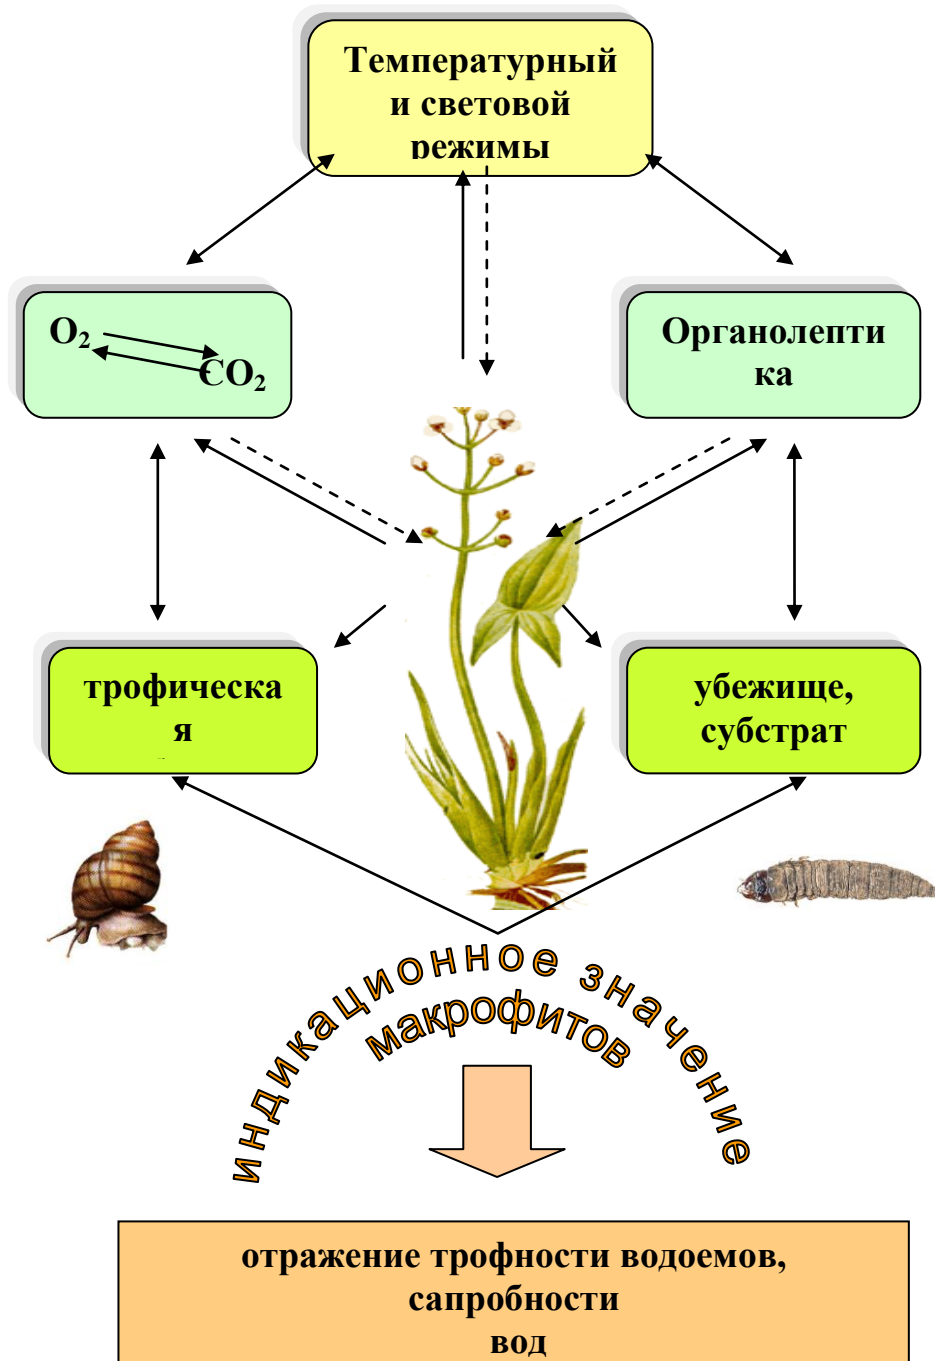 Температурный
и световой
режимы
O₂
CO₂
Органолепти
ка
трофическа
я
убежище,
субстрат
индикационное значение
макрофитов
отражение трофности водоемов,
сапробности
вод